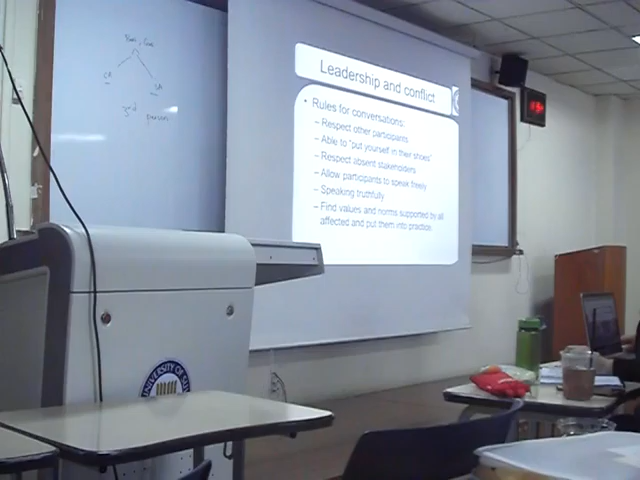 Leadership and conflict
• Rules for conversations:
– Respect other participants
– Able to "put yourself in their shoes"
– Respect absent stakeholders
– Allow participants to speak freely
– Speaking truthfully
– Find values and norms supported by all
affected and put them into practice.
3rd person
UNIVERSITY OF